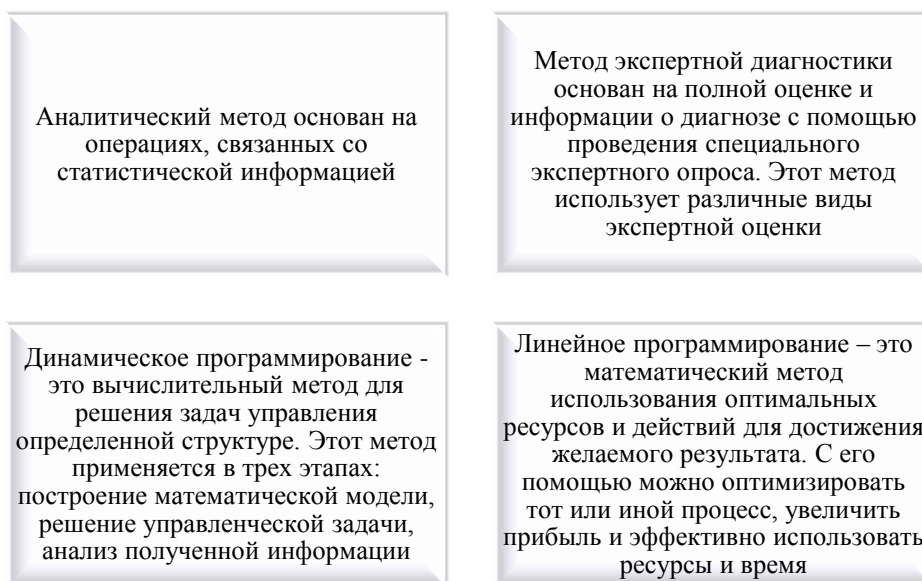 Аналитический метод основан на
операциях, связанных со
статистической информацией
Метод экспертной диагностики
основан на полной оценке и
информации о диагнозе с помощью
проведения специального
экспертного опроса. Этот метод
использует различные виды
экспертной оценки
Динамическое программирование -
это вычислительный метод для
решения задач управления
определенной структуре. Этот метод
применяется в трех этапах:
построение математической модели,
решение управленческой задачи,
анализ полученной информации
Линейное программирование – это
математический метод
использования оптимальных
ресурсов и действий для достижения
желаемого результата. С его
помощью можно оптимизировать
тот или иной процесс, увеличить
прибыль и эффективно использовать
ресурсы и время